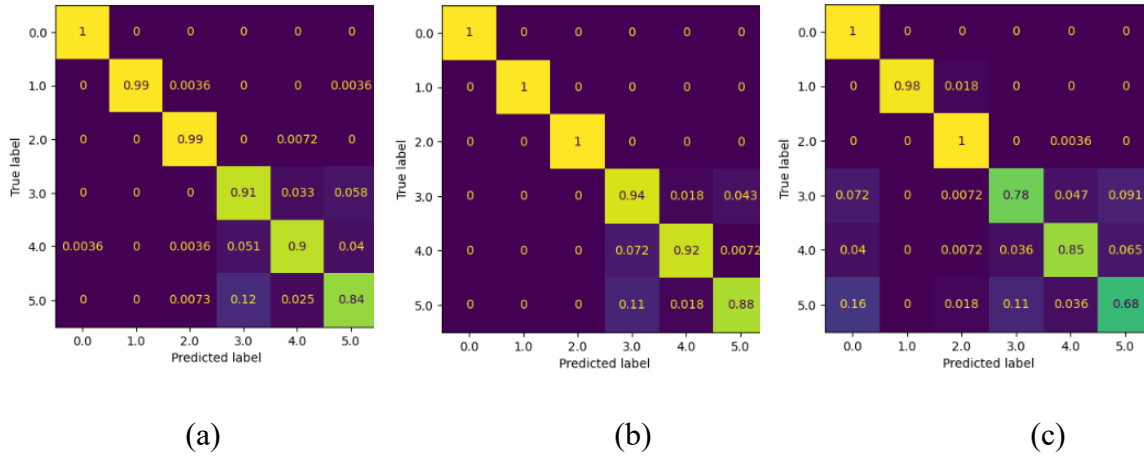 0.0 1 0 0 0 0 0
1.0 0 0.99 0.0036 0 0 0.0036
2.0 0 0 0.99 0 0.0072 0
3.0 0 0 0 0.91 0.033 0.058
4.0 0.0036 0 0.0036 0.051 0.9 0.04
5.0 0 0 0.0073 0.12 0.025 0.84
True label
0.0 1.0 2.0 3.0 4.0 5.0
Predicted label
(a)
0.0 1 0 0 0 0 0
1.0 0 1 0 0 0 0
2.0 0 0 1 0 0 0
3.0 0 0 0 0.94 0.018 0.043
4.0 0 0 0 0.072 0.92 0.0072
5.0 0 0 0 0.11 0.018 0.88
True label
0.0 1.0 2.0 3.0 4.0 5.0
Predicted label
(b)
0.0 1 0 0 0 0 0
1.0 0 0.98 0.018 0 0 0
2.0 0 0 1 0 0.0036 0
3.0 0.072 0 0.0072 0.78 0.047 0.091
4.0 0.04 0 0.0072 0.036 0.85 0.065
5.0 0.16 0 0.018 0.11 0.036 0.68
True label
0.0 1.0 2.0 3.0 4.0 5.0
Predicted label
(c)